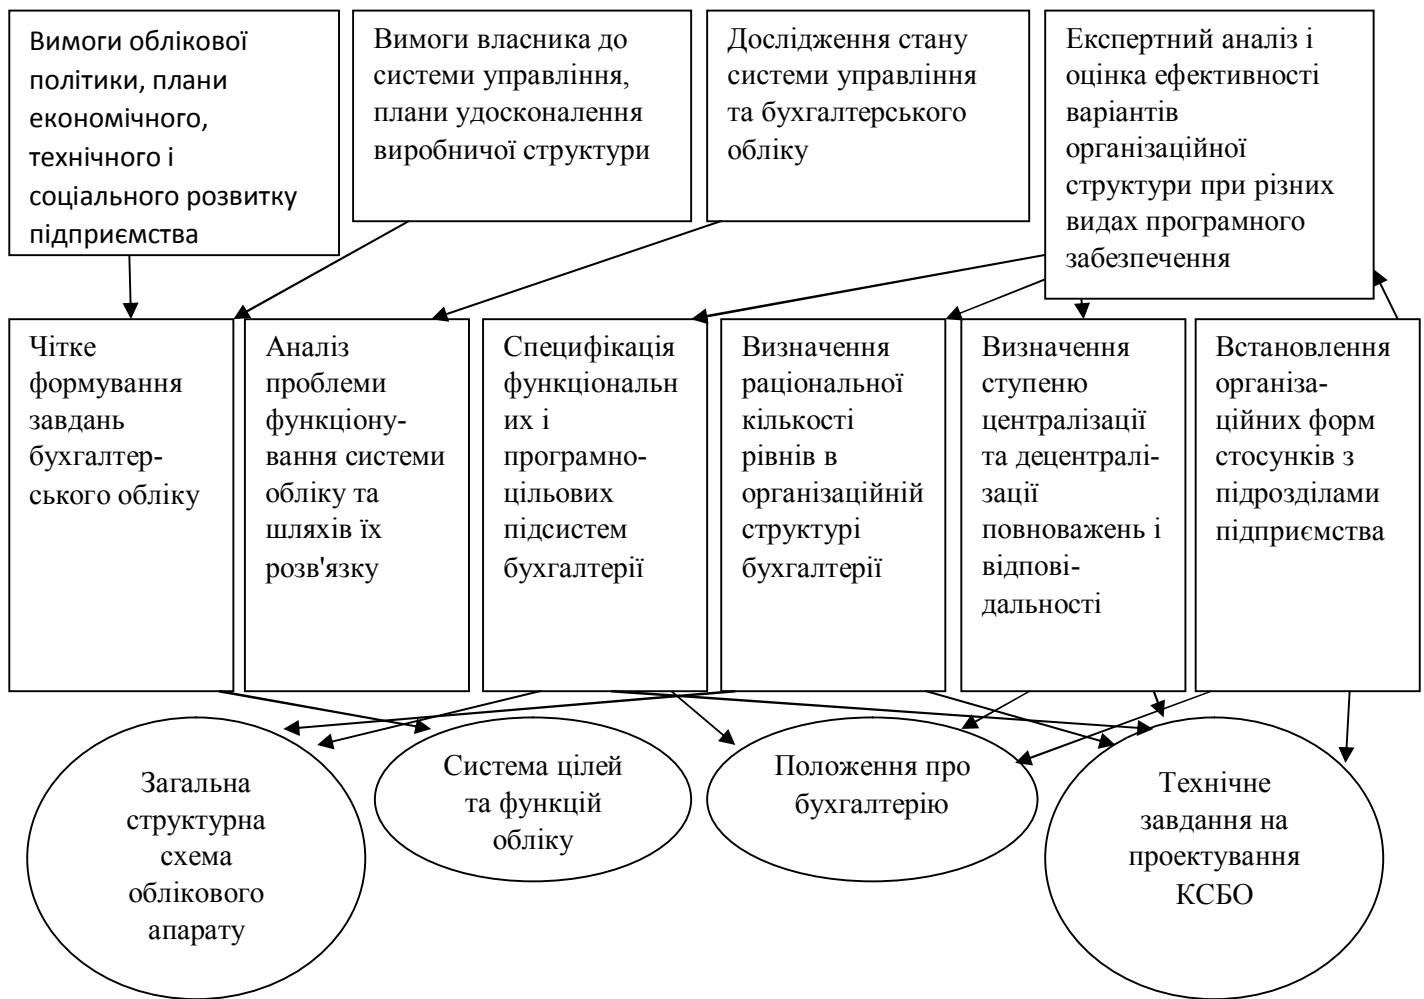 Вимоги облікової
політики, плани
економічного,
технічного і
соціального розвитку
підприємства
Вимоги власника до
системи управління,
плани удосконалення
виробничої структури
Дослідження стану
системи управління
та бухгалтерського
обліку
Експертний аналіз і
оцінка ефективності
варіантів
організаційної
структури при різних
видах програмного
забезпечення
Чітке
формування
завдань
бухгалтер-
ського обліку
Аналіз
проблеми
функціону-
вання системи
обліку та
шляхів їх
розв'язку
Специфікація
функціональн
их і
програмно-
цільових
підсистем
бухгалтерії
Визначення
раціональної
кількості
рівнів в
організаційній
структурі
бухгалтерії
Визначення
ступеню
централізації
та децентралі-
зації
повноважень і
відпові-
дальності
Встановлення
організа-
ційних форм
стосунків з
підрозділами
підприємства
Загальна
структурна
схема
облікового
апарату
Система цілей
та функцій
обліку
Положення про
бухгалтерію
Технічне
завдання на
проектування
КСБО